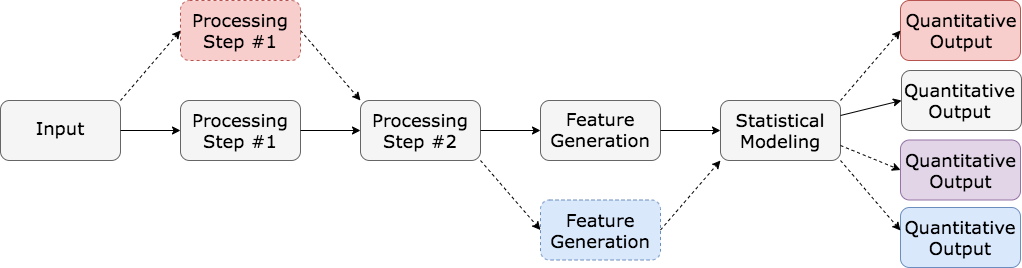 Processing
Step #1
Quantitative
Output
Input
Processing
Step #1
Processing
Step #2
Feature
Generation
Statistical
Modeling
Quantitative
Output
Quantitative
Output
Feature
Generation
Quantitative
Output